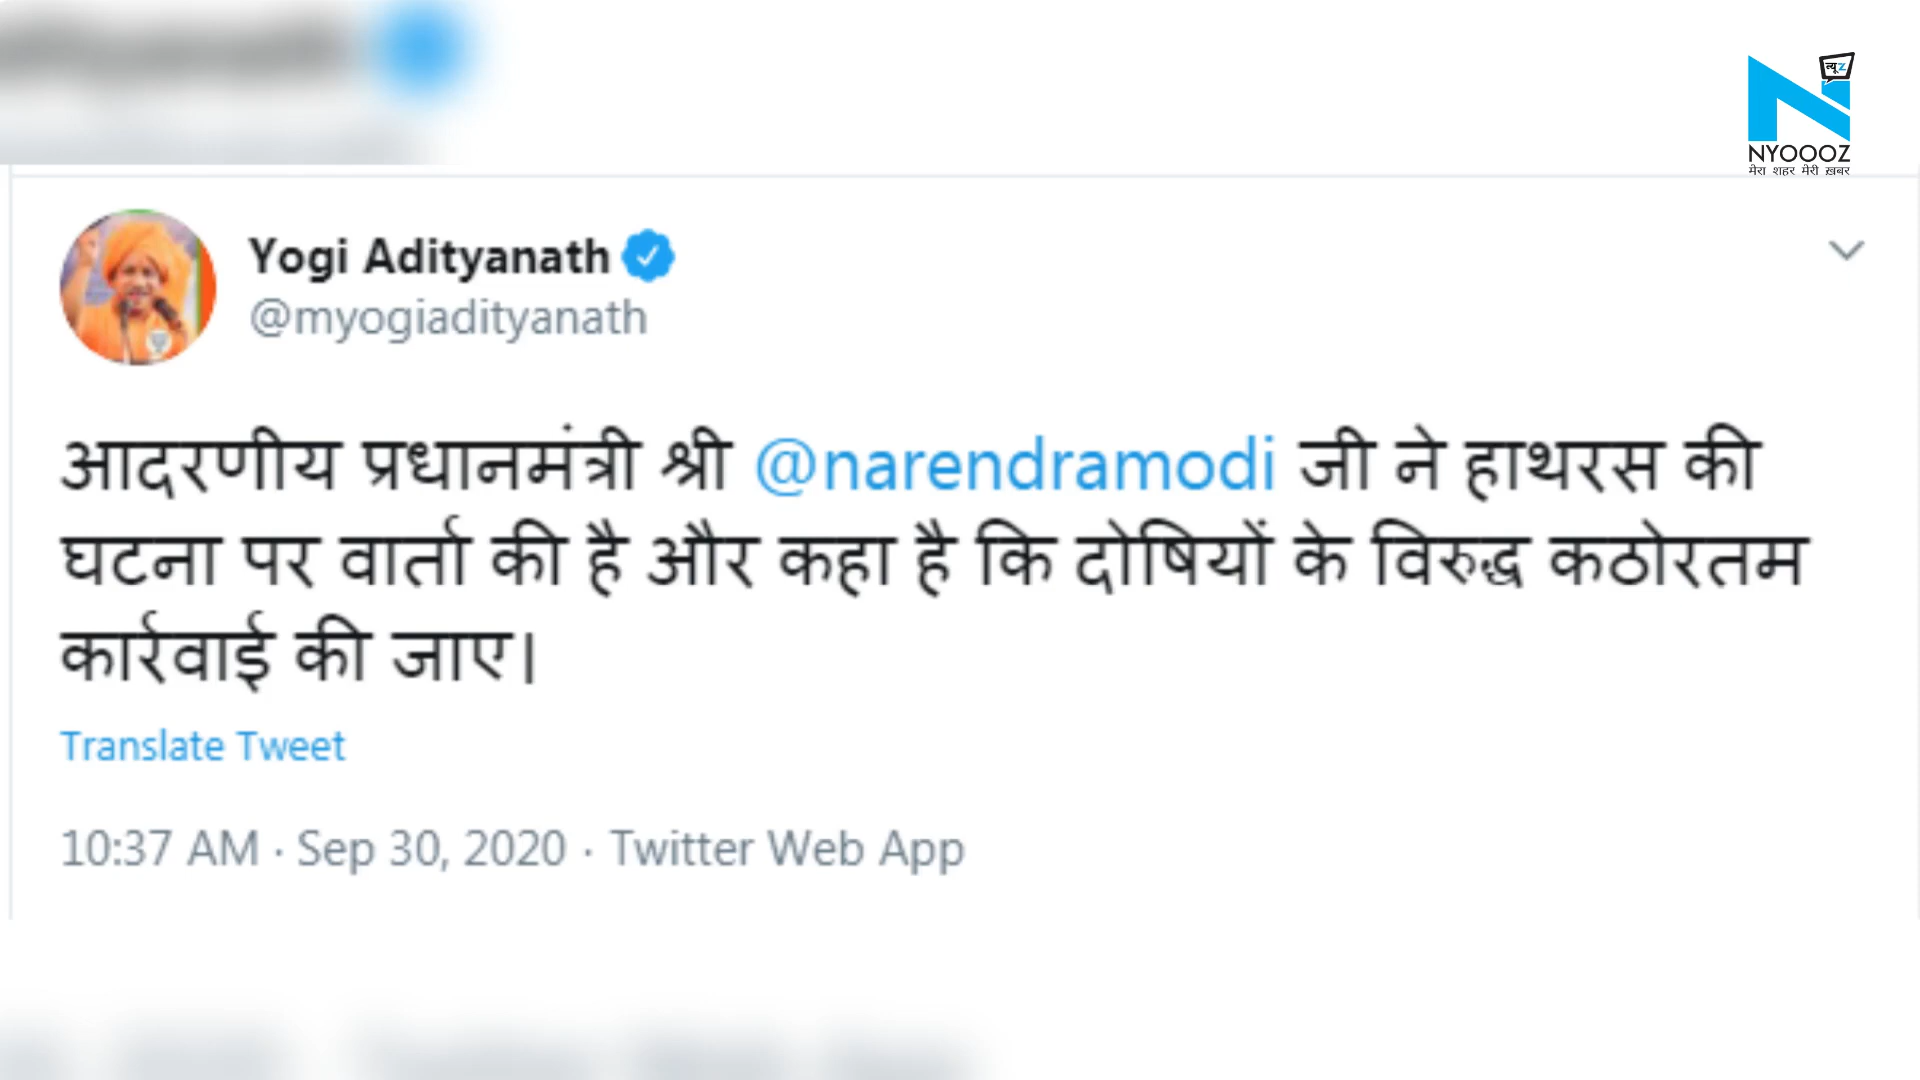 न्यूZ
NYOOOZ
मेरा शहर मेरी ख़बर
Yogi Adityanath
@myogiadityanath
आदरणीय प्रधानमंत्री श्री @narendramodi जी ने हाथरस की
घटना पर वार्ता की है और कहा है कि दोषियों के विरुद्ध कठोरतम
कार्रवाई की जाए।
Translate Tweet
10:37 AM · Sep 30, 2020 · Twitter Web App